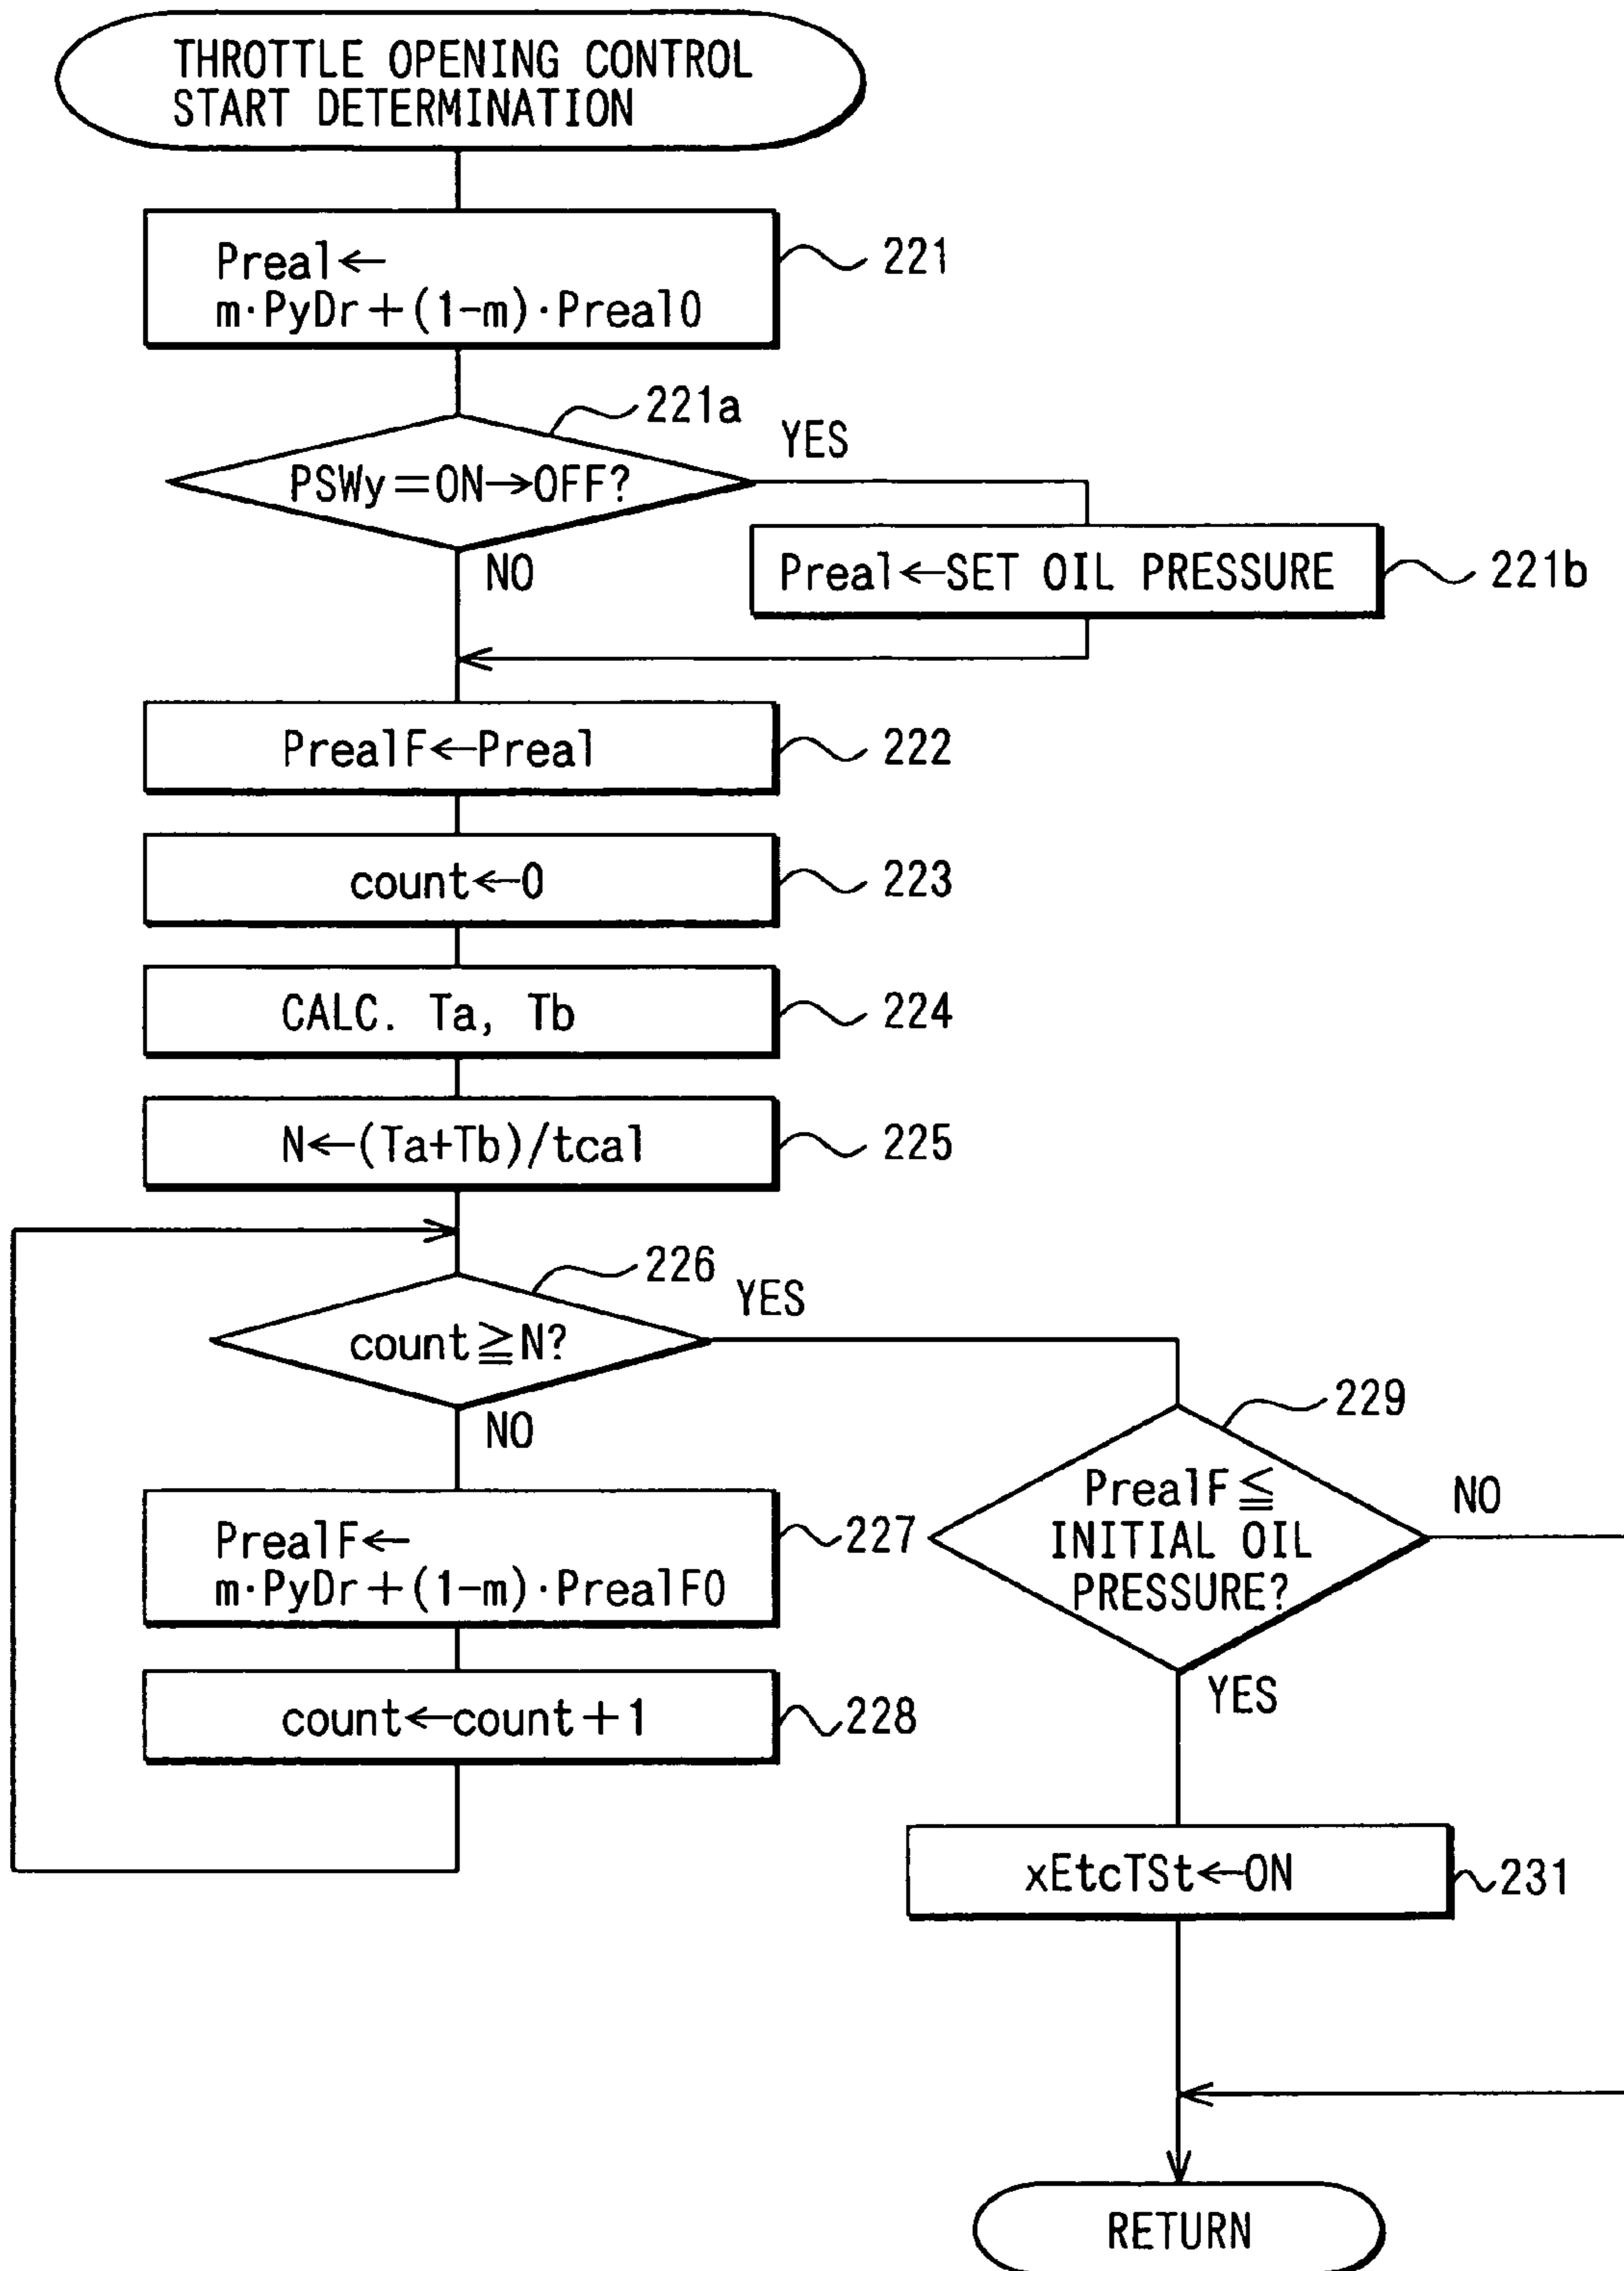 THROTTLE OPENING CONTROL
START DETERMINATION
Preal←
m·PyDr+(1-m)·Preal0
221
221a
YES
PSWy=ON→OFF?
NO
Preal←SET OIL PRESSURE
221b
PrealF←Preal
222
count←0
223
CALC. Ta, Tb
224
N←(Ta+Tb)/tcal
225
226
YES
count≧N?
NO
229
PrealF≦
INITIAL OIL
PRESSURE?
NO
YES
PrealF←
m·PyDr+(1-m)·PrealF0
227
count←count+1
228
xEtcTSt←ON
231
RETURN